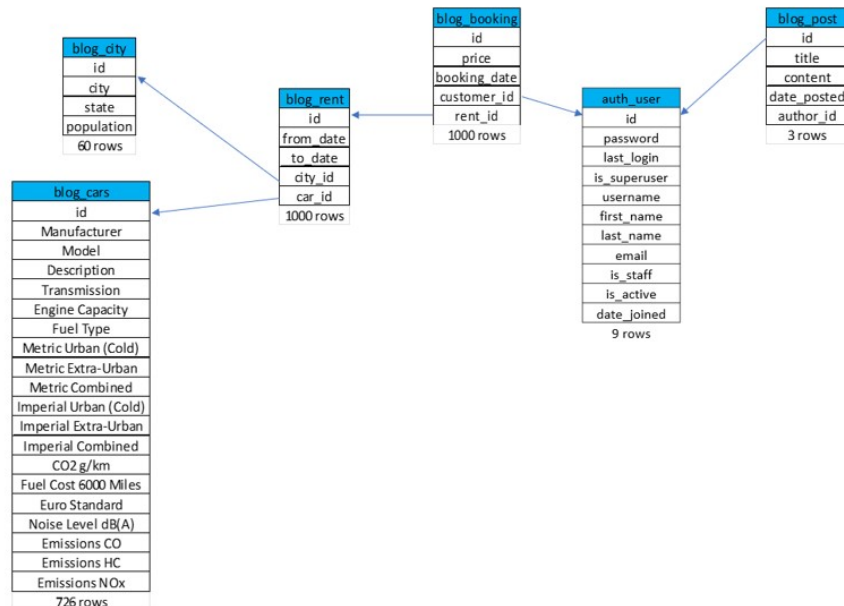 blog_city
id
city
state
population
60 rows
blog_cars
id
Manufacturer
Model
Description
Transmission
Engine Capacity
Fuel Type
Metric Urban (Cold)
Metric Extra-Urban
Metric Combined
Imperial Urban (Cold)
Imperial Extra-Urban
Imperial Combined
CO2 g/km
Fuel Cost 6000 Miles
Euro Standard
Noise Level dB(A)
Emissions CO
Emissions HC
Emissions NOx
726 rows
blog_rent
id
from_date
to_date
city_id
car_id
1000 rows
blog_booking
id
price
booking_date
customer_id
rent_id
1000 rows
auth_user
id
password
last_login
is_superuser
username
first_name
last_name
email
is_staff
is_active
date_joined
9 rows
blog_post
id
title
content
date_posted
author_id
3 rows